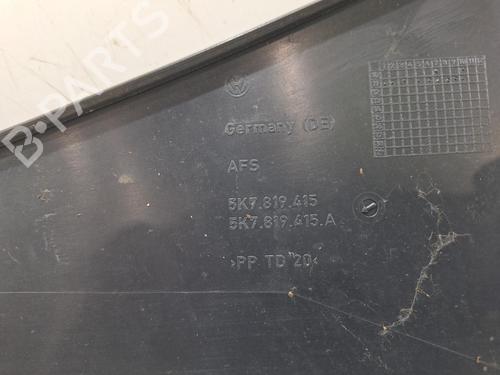 B-PARTS
Germany (DE)
AFS
5K7.819.415
5K7.819.415.A
>PP TD 20<